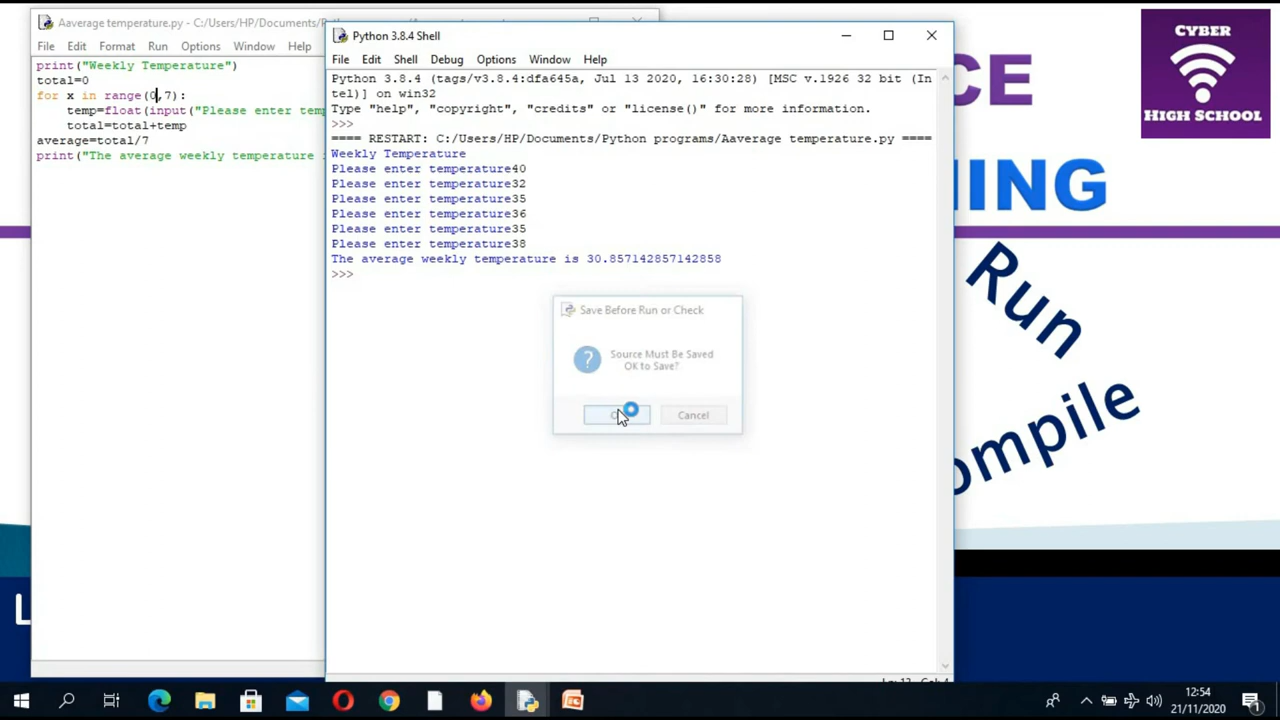 Aaverage temperature.py - C:/Users/HP/Documents/
File Edit Format Run Options Window Help
print("Weekly Temperature")
total=0
for x in range(0,7):
temp=float(input("Please enter temp
total=total+temp
average=total/7
print("The average weekly temperature
Python 3.8.4 Shell
File Edit Shell Debug Options Window Help
Python 3.8.4 (tags/v3.8.4:dfa645a, Jul 13 2020, 16:30:28) [MSC v.1926 32 bit (In
tel)] on win32
Type "help", "copyright", "credits" or "license()" for more information.
>>>
==== RESTART: C:/Users/HP/Documents/Python programs/Aaverage temperature.py ====
Weekly Temperature
Please enter temperature40
Please enter temperature32
Please enter temperature35
Please enter temperature36
Please enter temperature35
Please enter temperature38
The average weekly temperature is 30.857142857142858
>>>
Save Before Run or Check
Source Must Be Saved
OK to Save?
Cancel
CYBER
HIGH SCHOOL
CE
NING
Run
ompile
L
12:54
21/11/2020
1